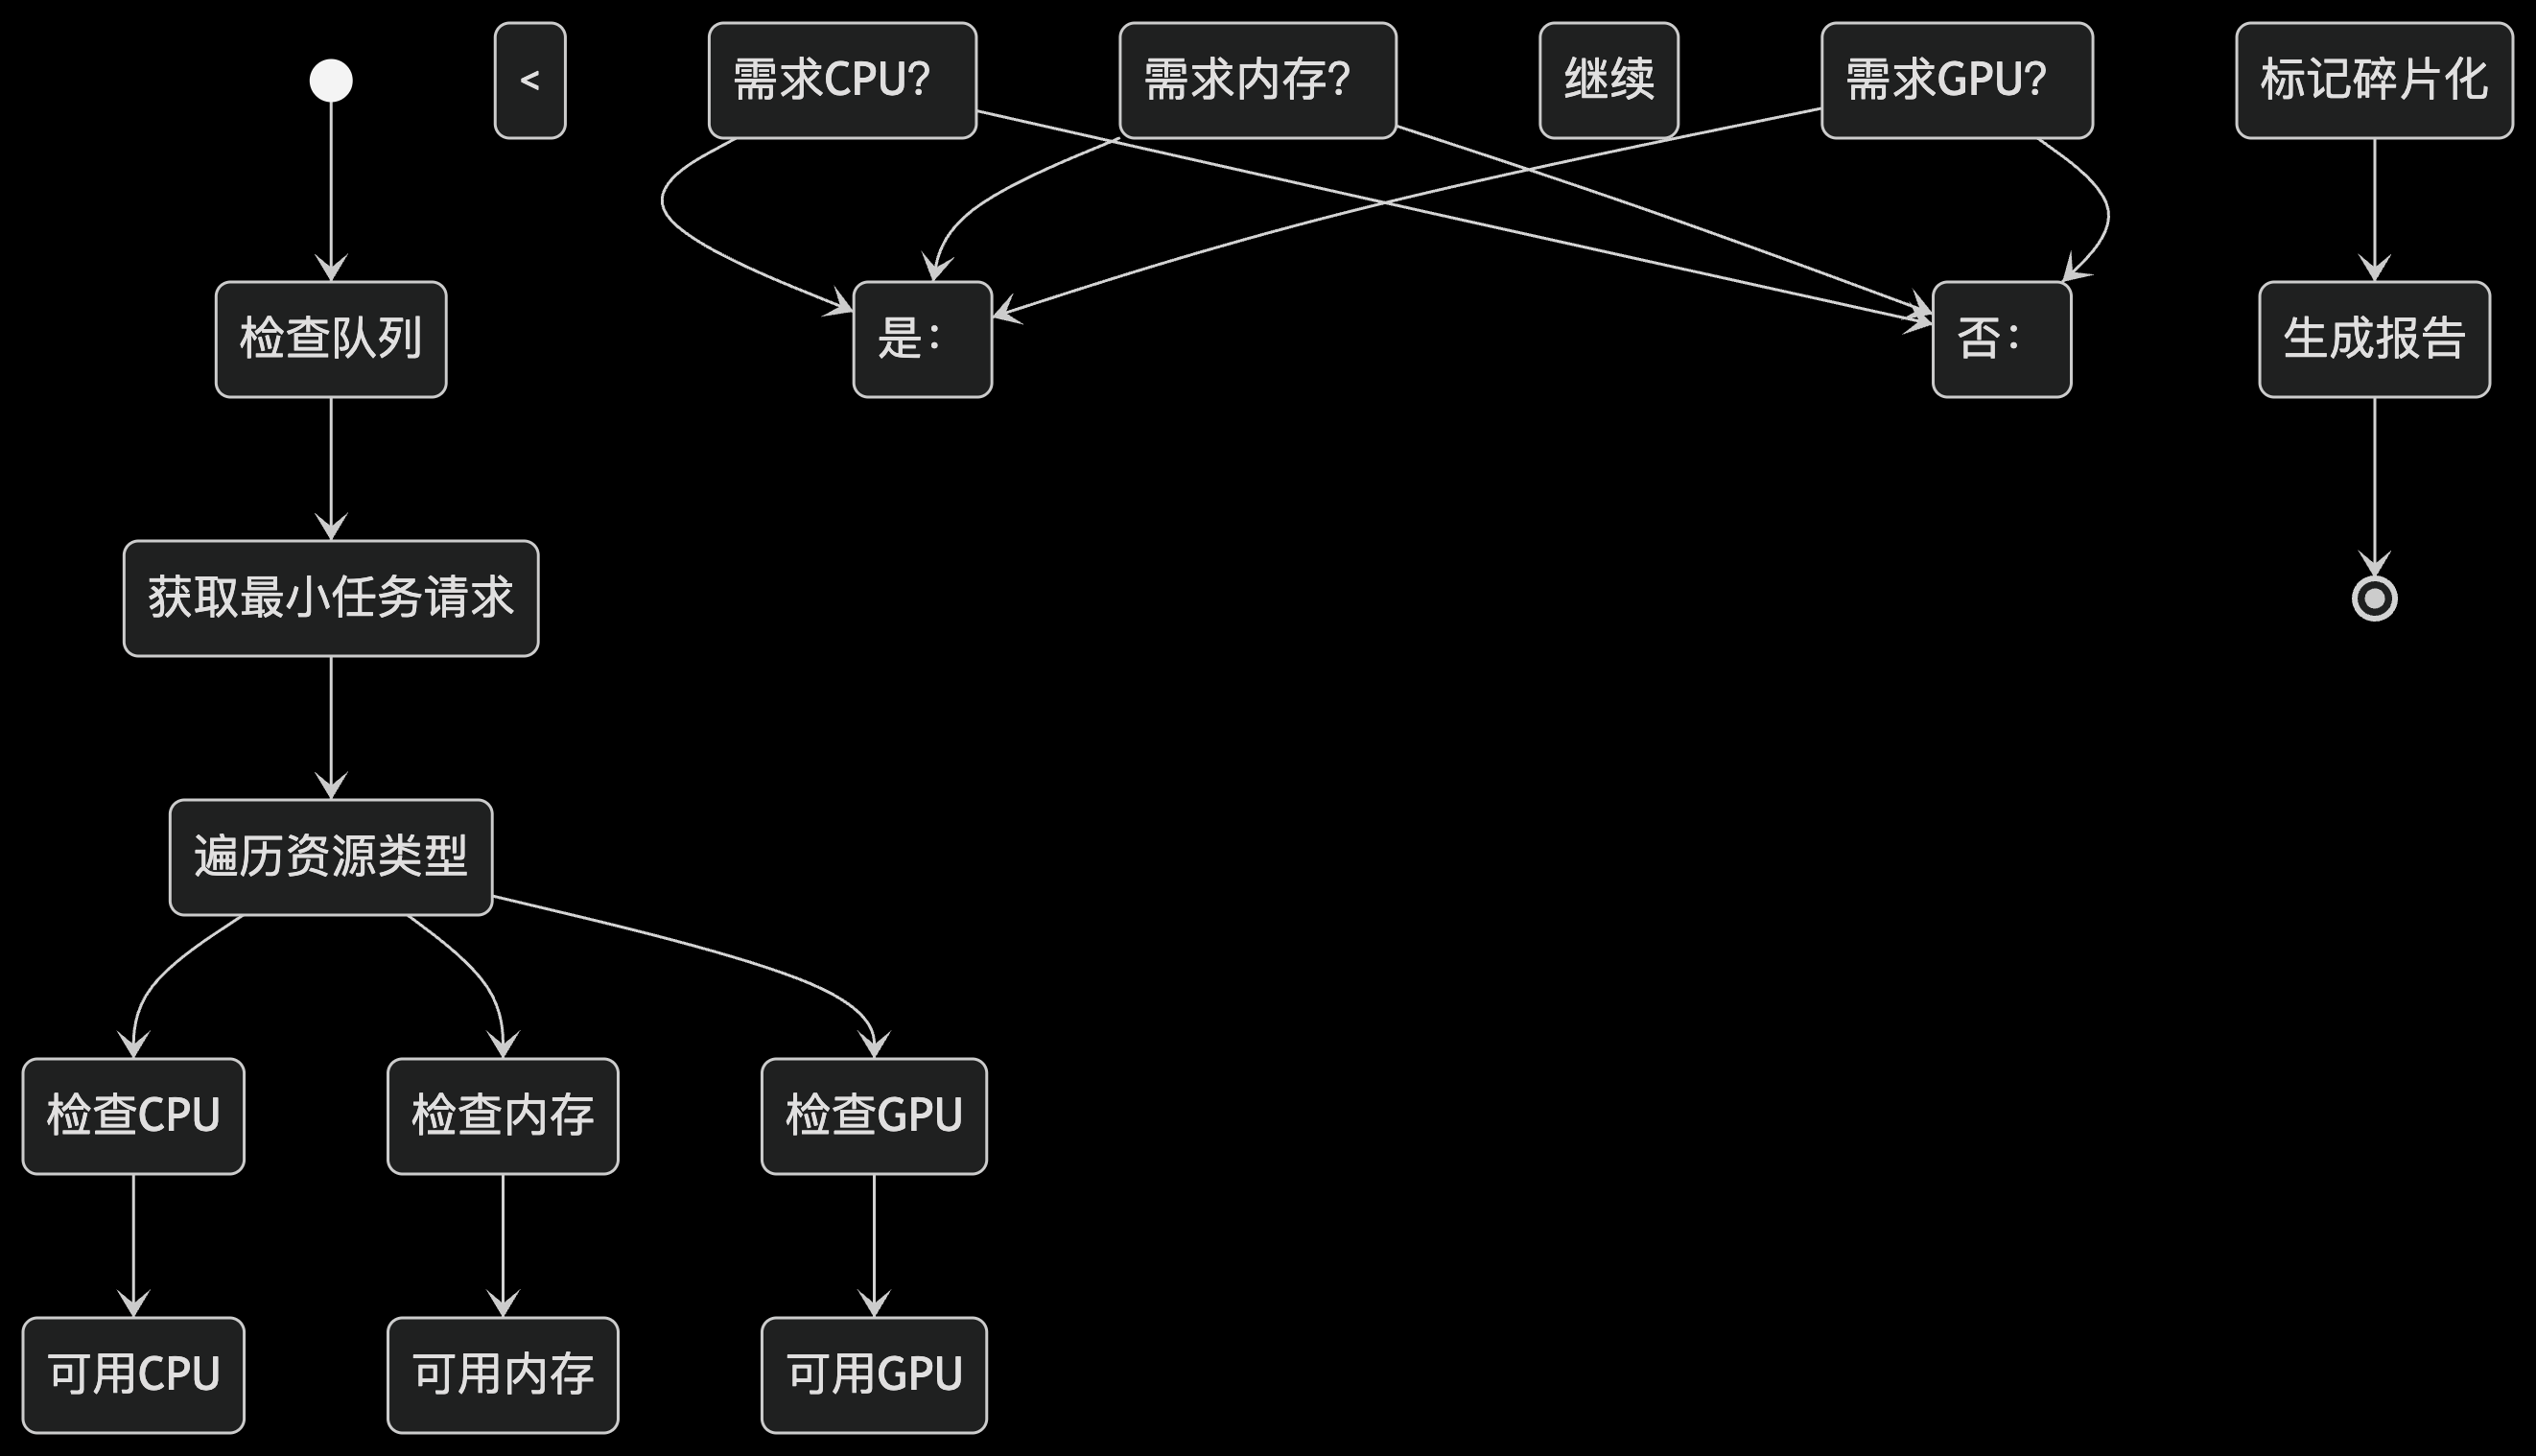 <
需求CPU？
需求内存？
继续
需求GPU？
标记碎片化
检查队列
是：
否：
生成报告
获取最小任务请求
遍历资源类型
检查CPU
检查内存
检查GPU
可用CPU
可用内存
可用GPU